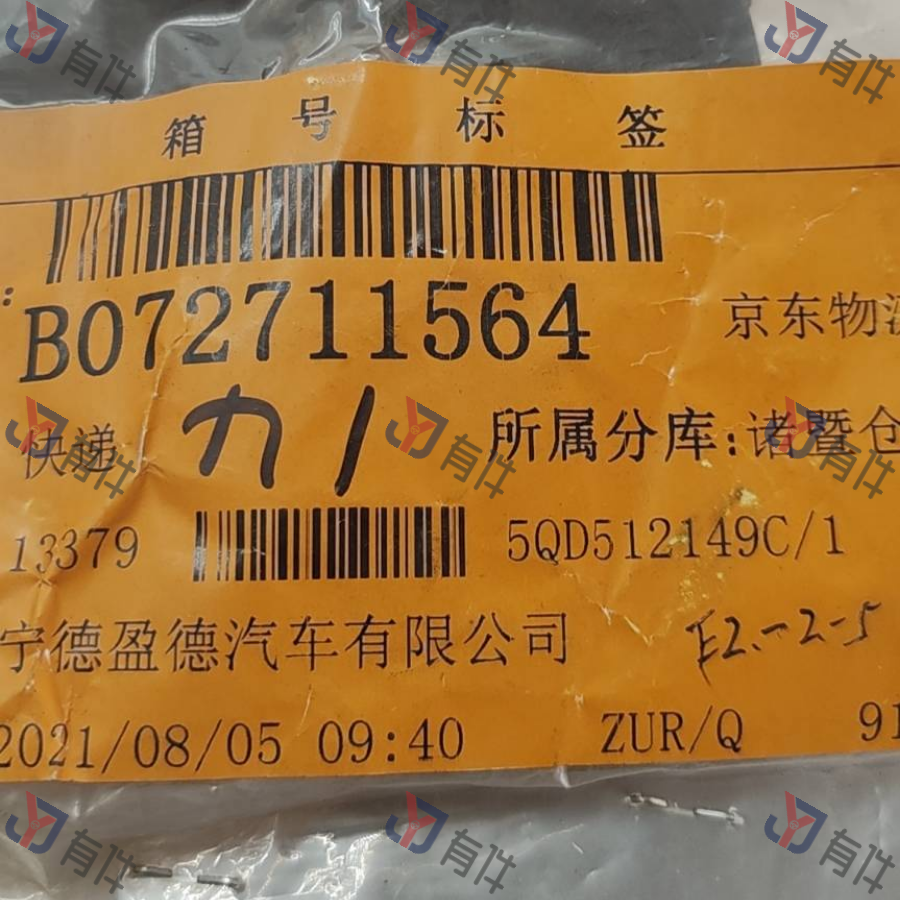 箱号标签
B072711564
京东物流
快递
所属分库:诸暨仓
13379
5QD512149C/1
宁德盈德汽车有限公司
E2-2-5
2021/08/05 09:40
ZUR/Q
91
有件